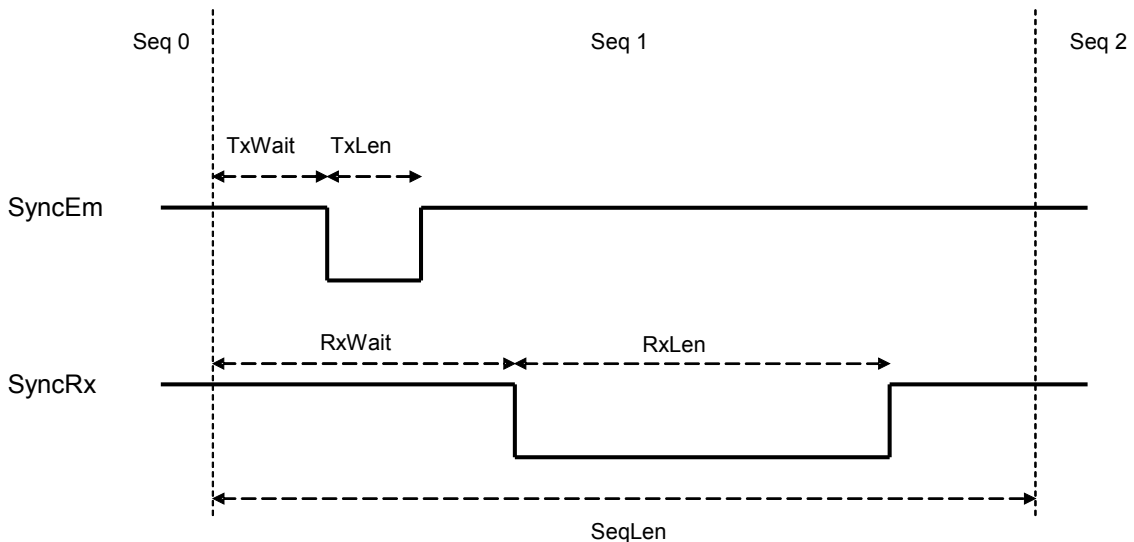 Seq 0
Seq 1
Seq 2
TxWait
TxLen
SyncEm
RxWait
RxLen
SyncRx
SeqLen